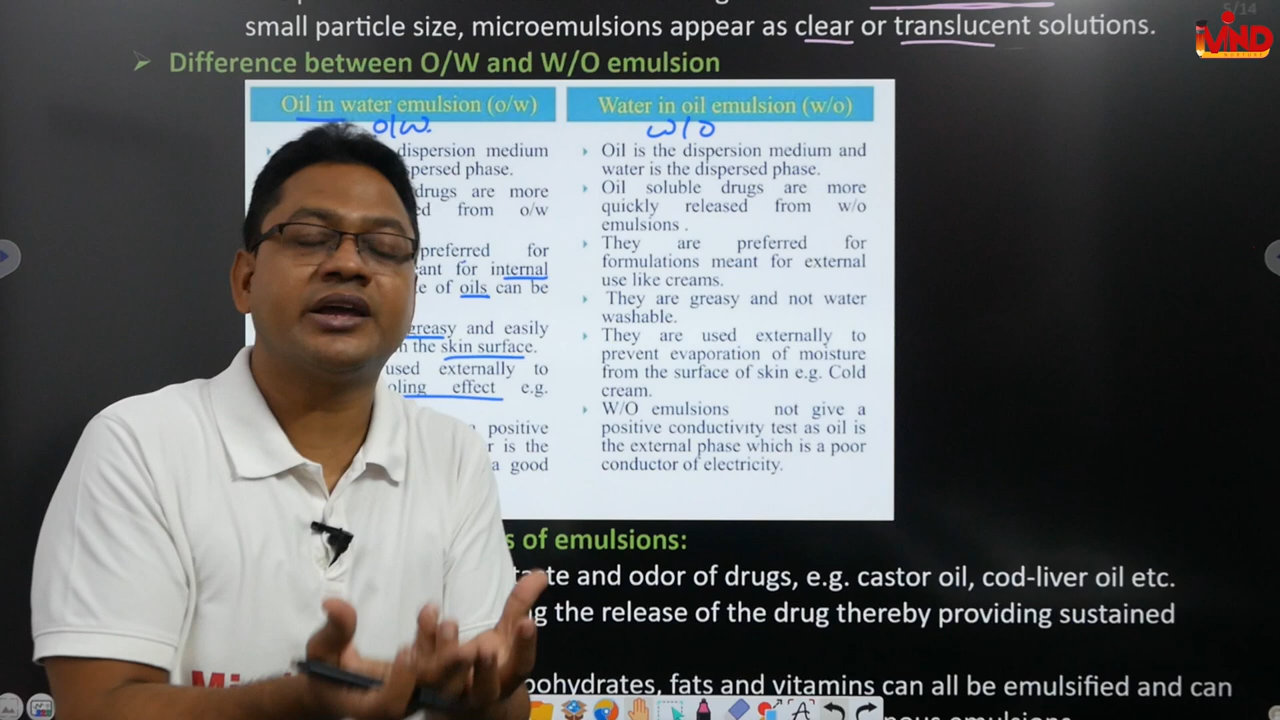 5/14
small particle size, microemulsions appear as clear or translucent solutions.
MIND
Difference between O/W and W/O emulsion
Oil in water emulsion (o/w)
o/w.
dispersion medium
dispersed phase.
drugs are more
from o/w
preferred for
for internal
of oils can be
greasy and easily
the skin surface.
used externally to
effect e.g.
positive
is the
a good
Water in oil emulsion (w/o)
w/o
Oil is the dispersion medium and
water is the dispersed phase.
Oil soluble drugs are more
quickly released from w/o
emulsions .
They are preferred for
formulations meant for external
use like creams.
They are greasy and not water
washable.
They are used externally to
prevent evaporation of moisture
from the surface of skin e.g. Cold
cream.
W/O emulsions not give a
positive conductivity test as oil is
the external phase which is a poor
conductor of electricity.
of emulsions:
taste and odor of drugs, e.g. castor oil, cod-liver oil etc.
the release of the drug thereby providing sustained
fats and vitamins can all be emulsified and can